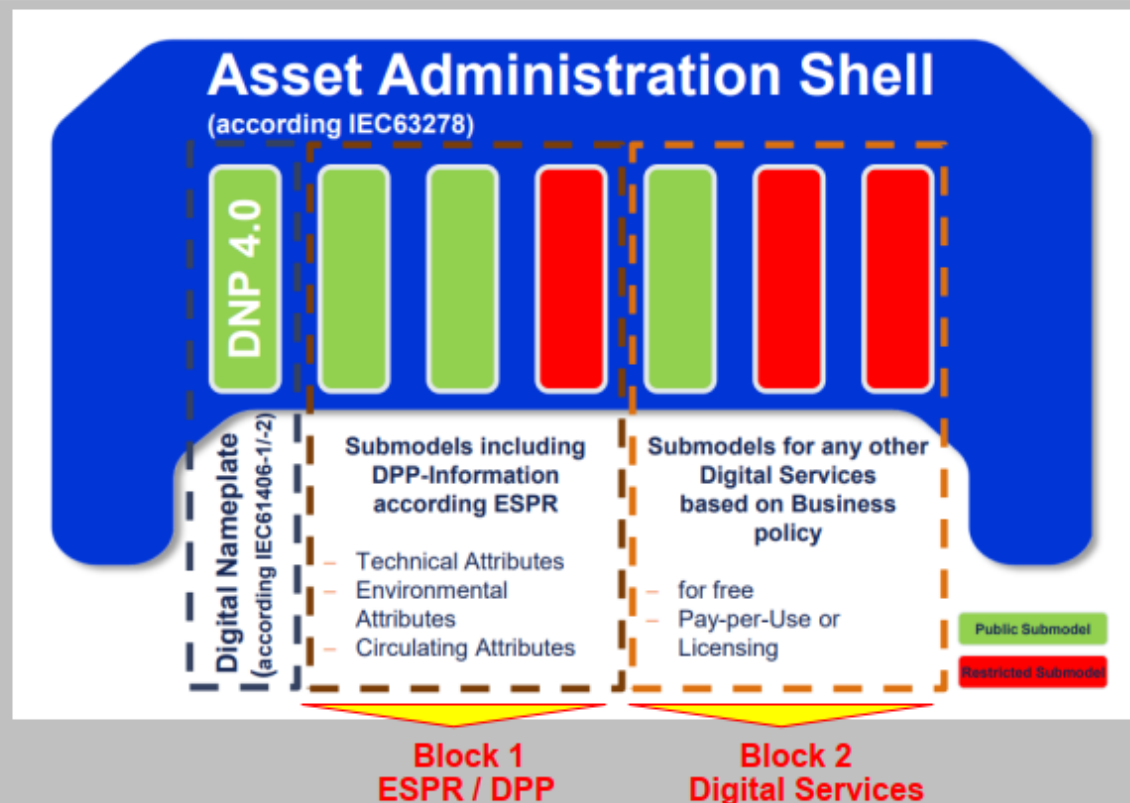 Asset Administration Shell
(according IEC63278)
DNP 4.0
Digital Nameplate
(according IEC61406-1/-2)
Submodels including
DPP-Information
according ESPR
– Technical Attributes
– Environmental
Attributes
– Circulating Attributes
Submodels for any other
Digital Services
based on Business
policy
– for free
– Pay-per-Use or
Licensing
Public Submodel
Restricted Submodel
Block 1
ESPR / DPP
Block 2
Digital Services